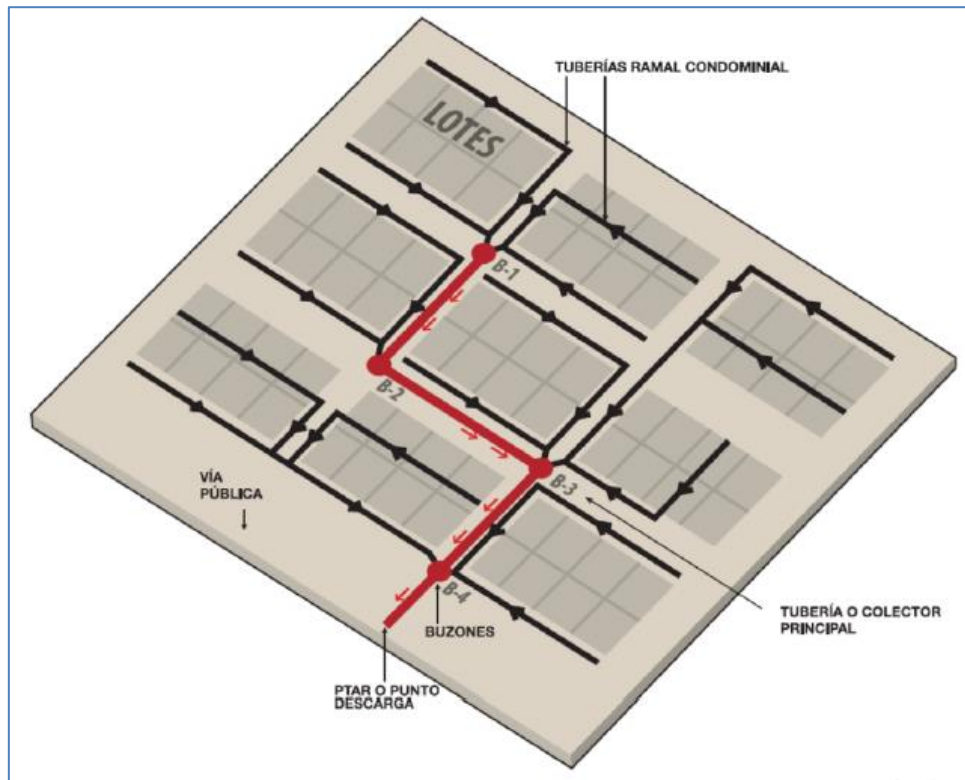 TUBERÍAS RAMAL CONDOMINIAL
LOTES
B-1
B-2
B-3
VÍA
PÚBLICA
B-4
BUZONES
TUBERÍA O COLECTOR
PRINCIPAL
PTAR O PUNTO
DESCARGA